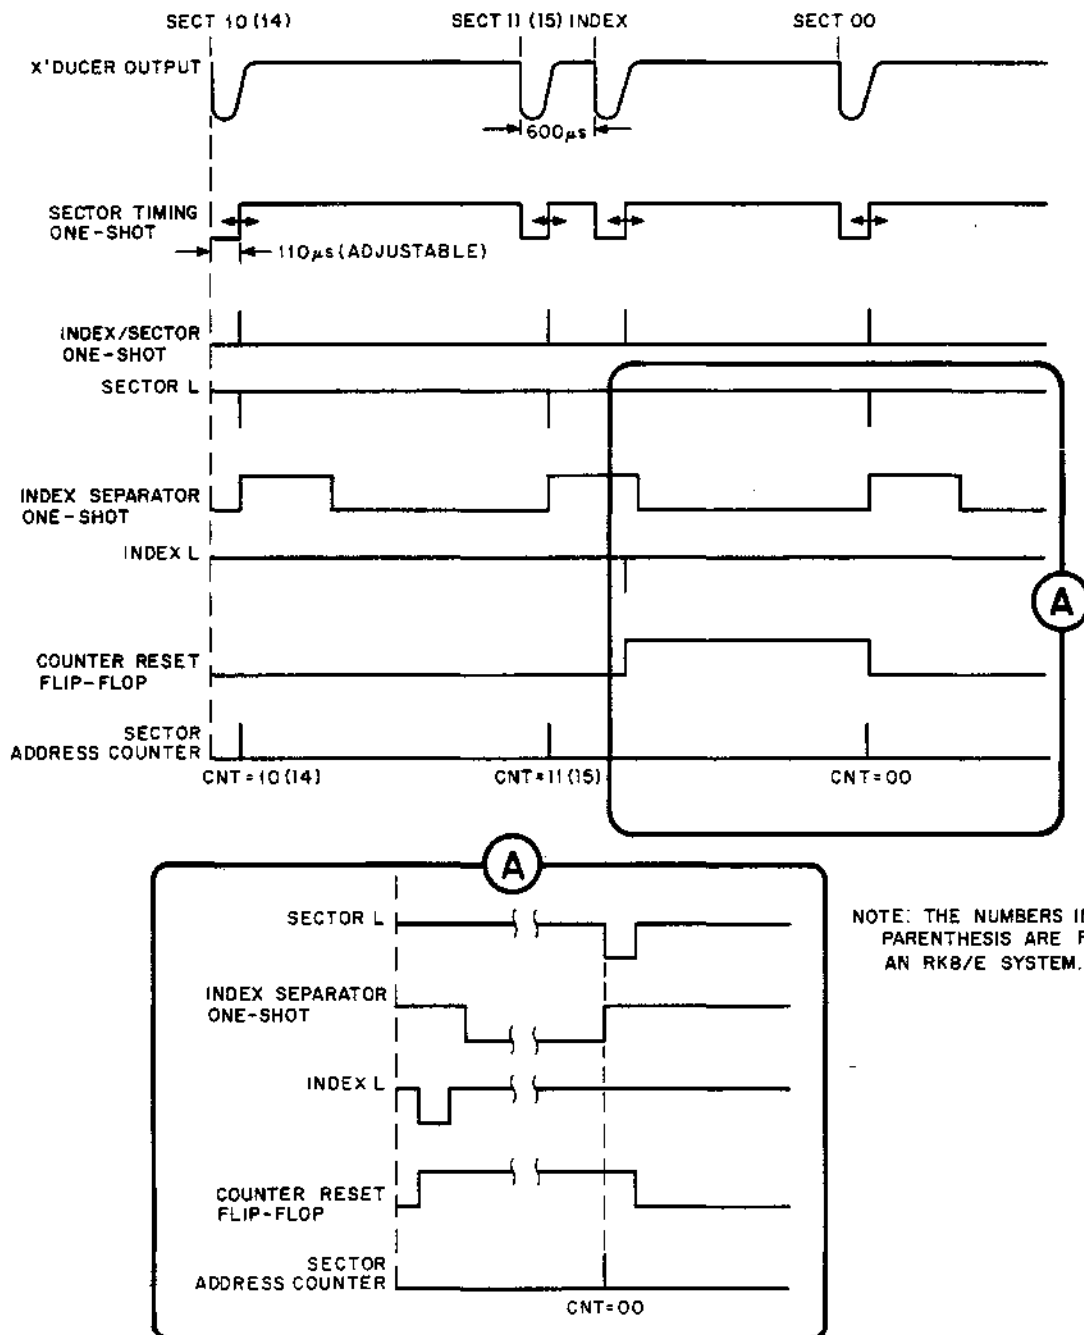 SECT 10 (14)
SECT 11 (15) INDEX
SECT 00
X'DUCER OUTPUT
600µs
SECTOR TIMING
ONE-SHOT
110µs (ADJUSTABLE)
INDEX/SECTOR
ONE-SHOT
SECTOR L
INDEX SEPARATOR
ONE-SHOT
INDEX L
A
COUNTER RESET
FLIP-FLOP
SECTOR
ADDRESS COUNTER
CNT=10 (14)
CNT=11 (15)
CNT=00
A
SECTOR L
NOTE: THE NUMBERS
PARENTHESIS ARE
AN RK8/E SYSTEM.
INDEX SEPARATOR
ONE-SHOT
INDEX L
COUNTER RESET
FLIP-FLOP
SECTOR
ADDRESS COUNTER
CNT=00